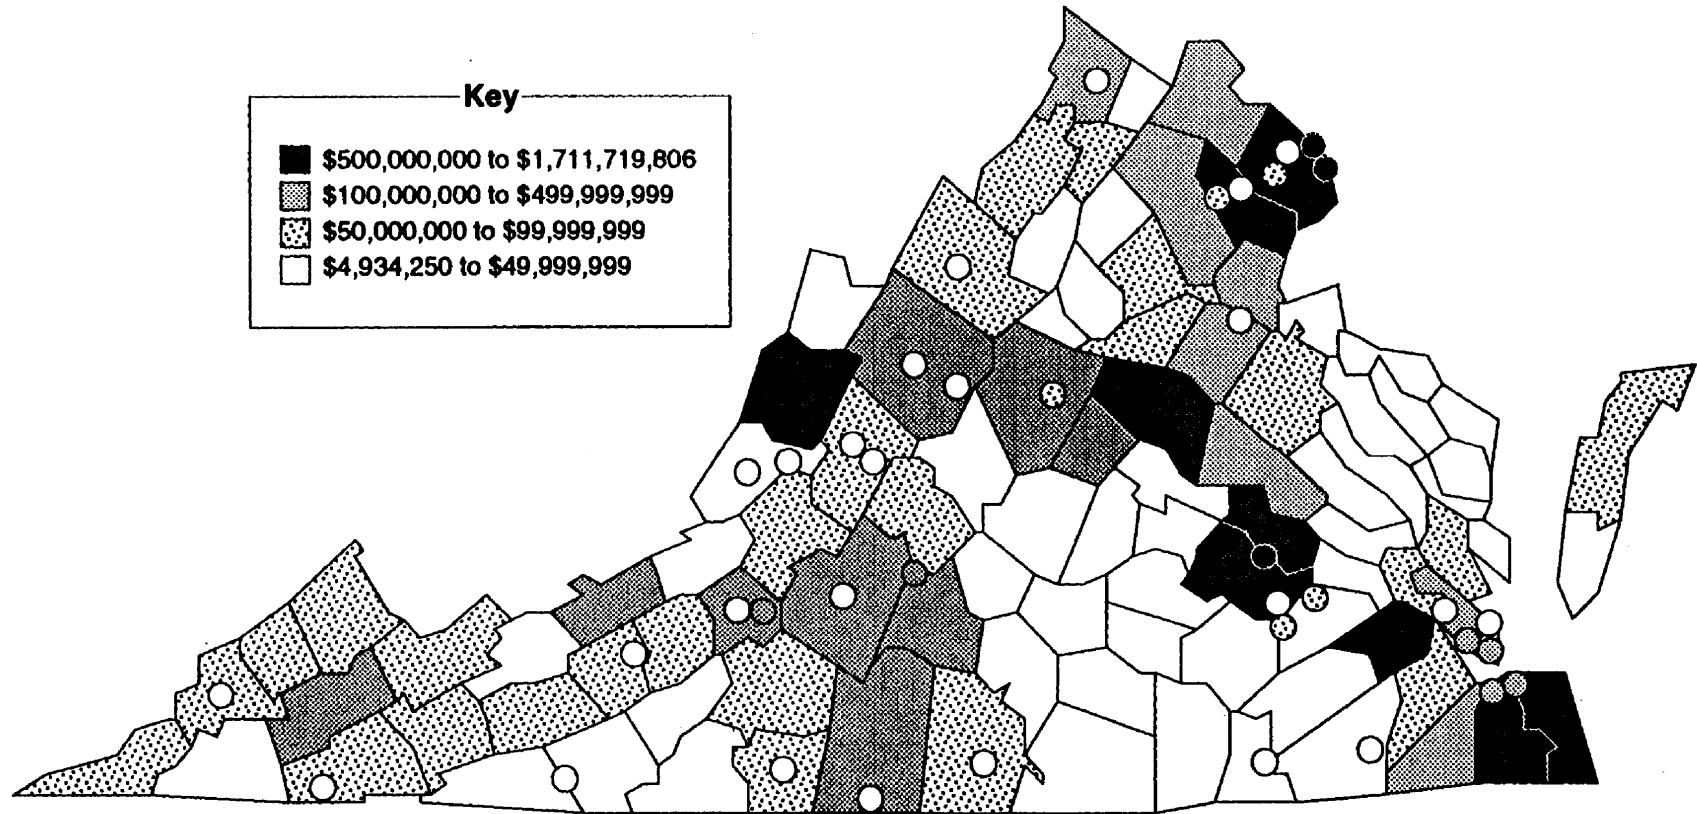 Key
$500,000,000 to $1,711,719,806
$100,000,000 to $499,999,999
$50,000,000 to $99,999,999
$4,934,250 to $49,999,999